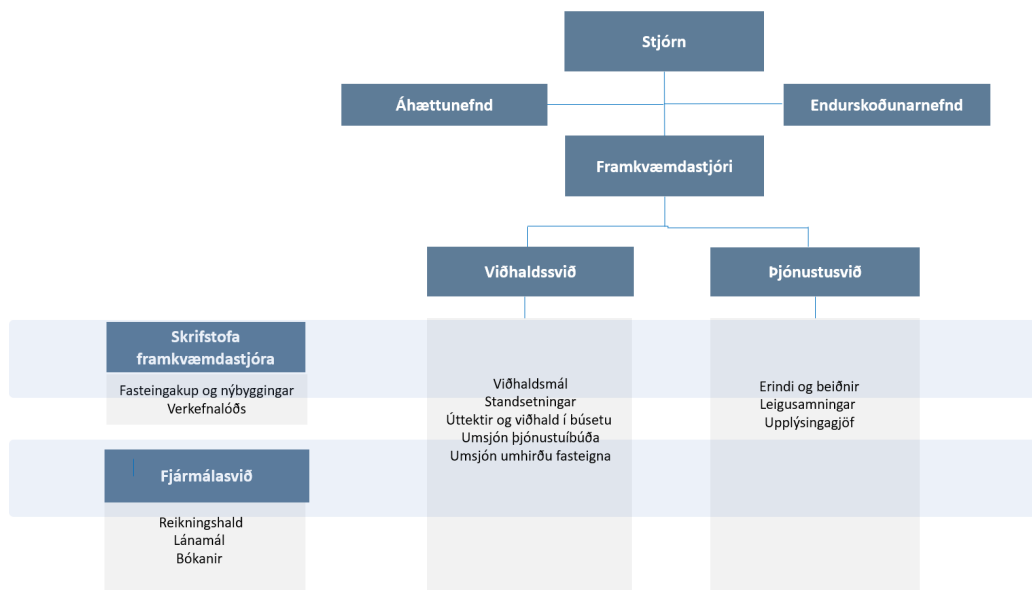 Stjórn
Áhættunefnd
Endurskoðunarnefnd
Framkvæmdastjóri
Viðhaldssvið
Þjónustusvið
Skrifstofa
framkvæmdastjóra
Fasteingakup og nýbyggingar
Verkefnalóðs
Viðhaldsmál
Standsetningar
Úttektir og viðhald í búsetu
Umsjón þjónustuíbúða
Umsjón umhirðu fasteigna
Erindi og beiðnir
Leigusamningar
Upplýsingagjöf
Fjármálasvið
Reikningshald
Lánamál
Bókanir